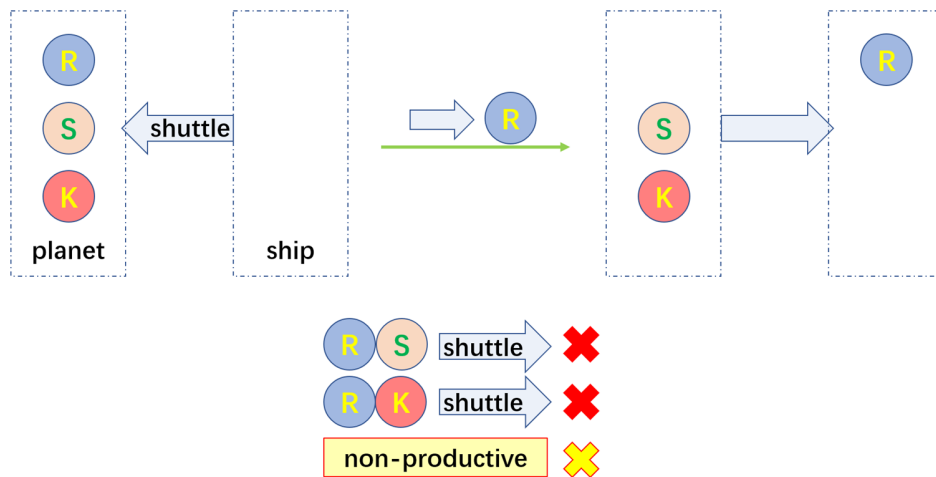 R
S
K
shuttle
planet
ship
R
S
K
R
R S shuttle
R K shuttle
non-productive